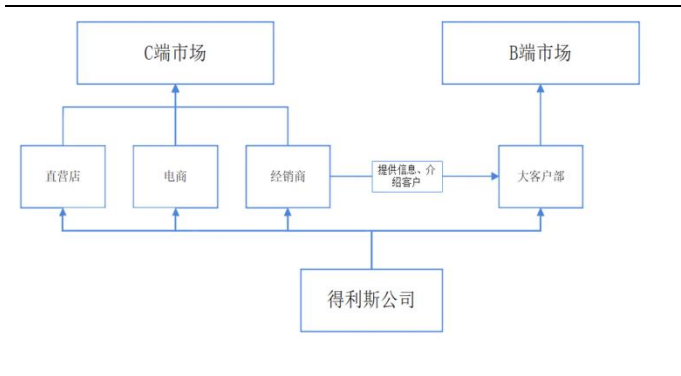 C端市场
B端市场
直营店
电商
经销商
提供信息、介
绍客户
大客户部
得利斯公司